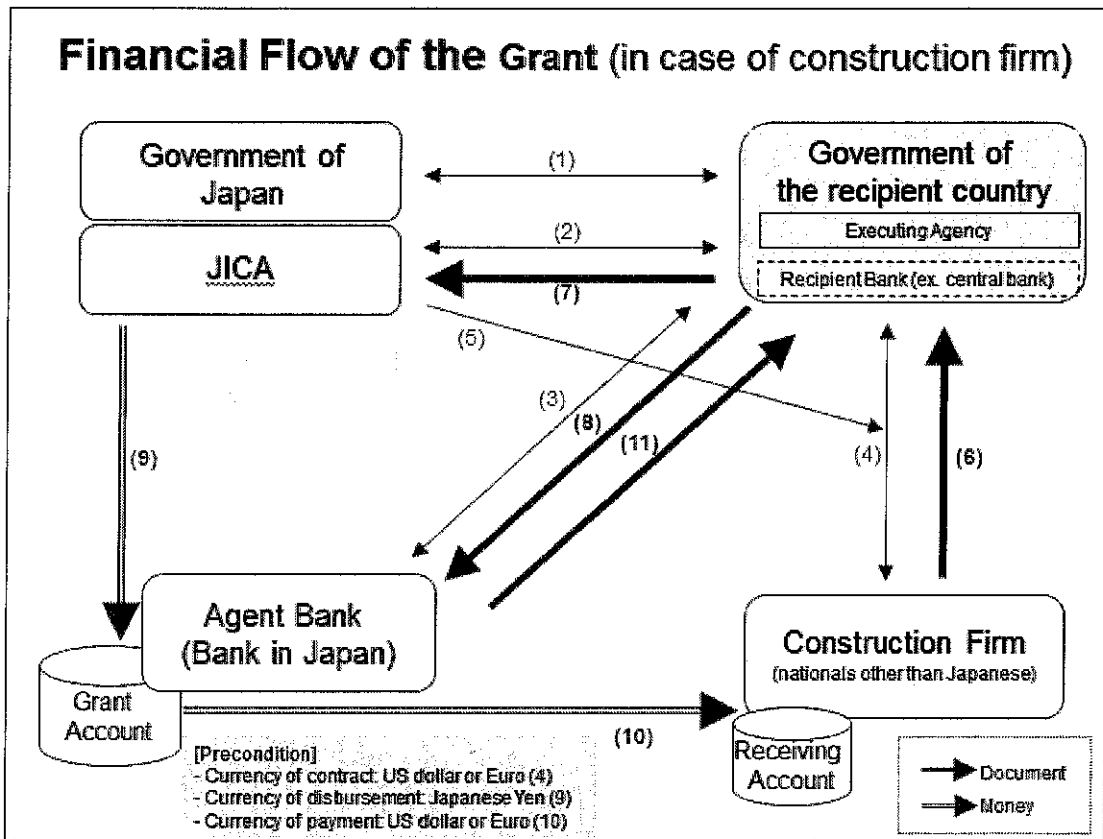 Financial Flow of the Grant (in case of construction firm)
Government of
Japan
JICA
(1)
(2)
(7)
(5)
Government of
the recipient country
Executing Agency
Recipient Bank (ex. central bank)
(3)
(8)
(11)
(4)
(6)
(9)
Agent Bank
(Bank in Japan)
Grant
Account
Construction Firm
(nationals other than Japanese)
Receiving
Account
(10)
[Precondition]
- Currency of contract: US dollar or Euro (4)
- Currency of disbursement: Japanese Yen (9)
- Currency of payment: US dollar or Euro (10)
Document
Money